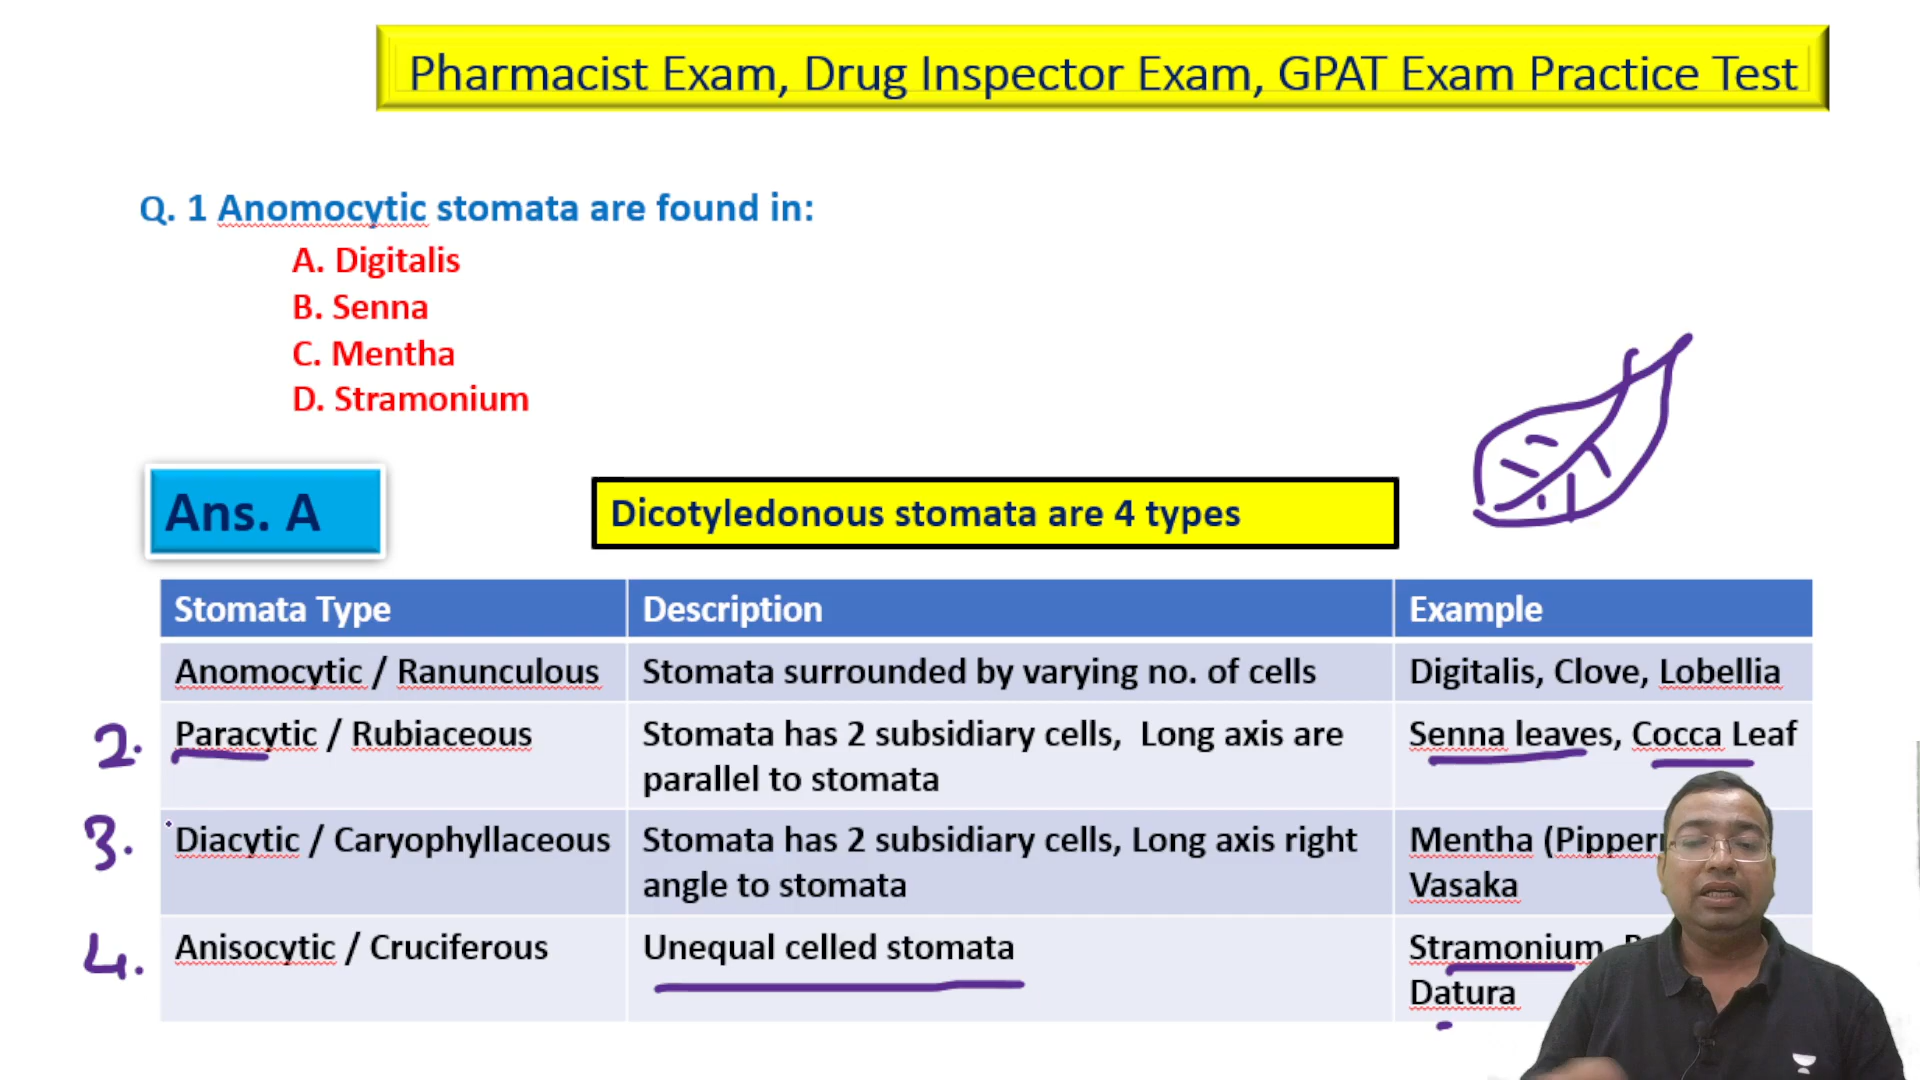 Pharmacist Exam, Drug Inspector Exam, GPAT Exam Practice Test
Q. 1 Anomocytic stomata are found in:
A. Digitalis
B. Senna
C. Mentha
D. Stramonium
Ans. A
Dicotyledonous stomata are 4 types
Stomata Type Description Example
Anomocytic / Ranunculous Stomata surrounded by varying no. of cells Digitalis, Clove, Lobellia
2. Paracytic / Rubiaceous Stomata has 2 subsidiary cells, Long axis are Senna leaves, Cocca Leaf
parallel to stomata
3. Diacytic / Caryophyllaceous Stomata has 2 subsidiary cells, Long axis right Mentha
angle to stomata Vasaka
4. Anisocytic / Cruciferous Unequal celled stomata Stramonium
Datura